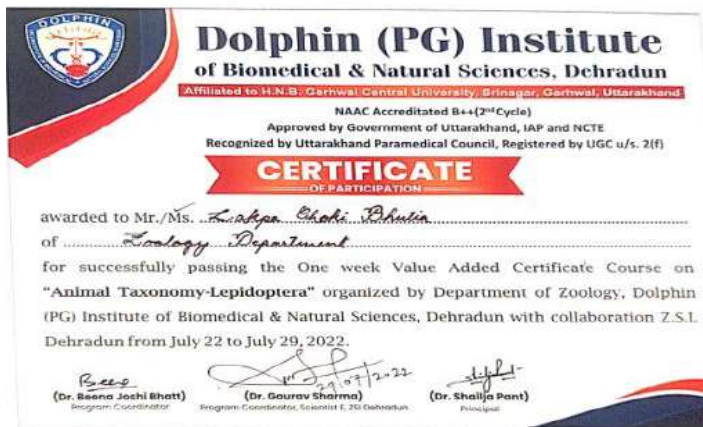 DOLPHIN
Dolphin (PG) Institute
of Biomedical & Natural Sciences, Dehradun
Affiliated to H.N.B. Garhwal Central University, Srinagar, Garhwal, Uttarakhand
NAAC Accredited B++(2nd Cycle)
Approved by Government of Uttarakhand, IAP and NCTE
Recognized by Uttarakhand Paramedical Council, Registered by UGC u/s. 2(f)
CERTIFICATE
OF PARTICIPATION
awarded to Mr./Ms. Lakpa Choki Bhutia
of Zoology Department
for successfully passing the One week Value Added Certificate Course on
"Animal Taxonomy-Lepidoptera" organized by Department of Zoology, Dolphin
(PG) Institute of Biomedical & Natural Sciences, Dehradun with collaboration Z.S.I.
Dehradun from July 22 to July 29, 2022.
Beena 29/07/2022
(Dr. Beena Joshi Bhatt) (Dr. Gaurav Sharma) (Dr. Shailja Pant)
Program Coordinator Program Coordinator, Scientist E, ZSI Dehradun Principal